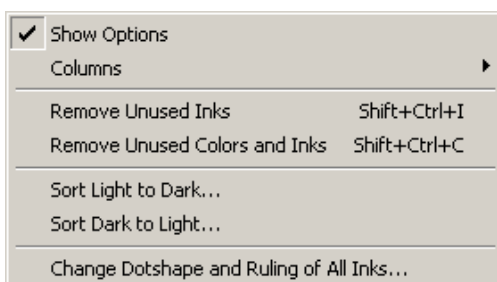 Show Options
Columns
Remove Unused Inks Shift+Ctrl+I
Remove Unused Colors and Inks Shift+Ctrl+C
Sort Light to Dark...
Sort Dark to Light...
Change Dotshape and Ruling of All Inks...